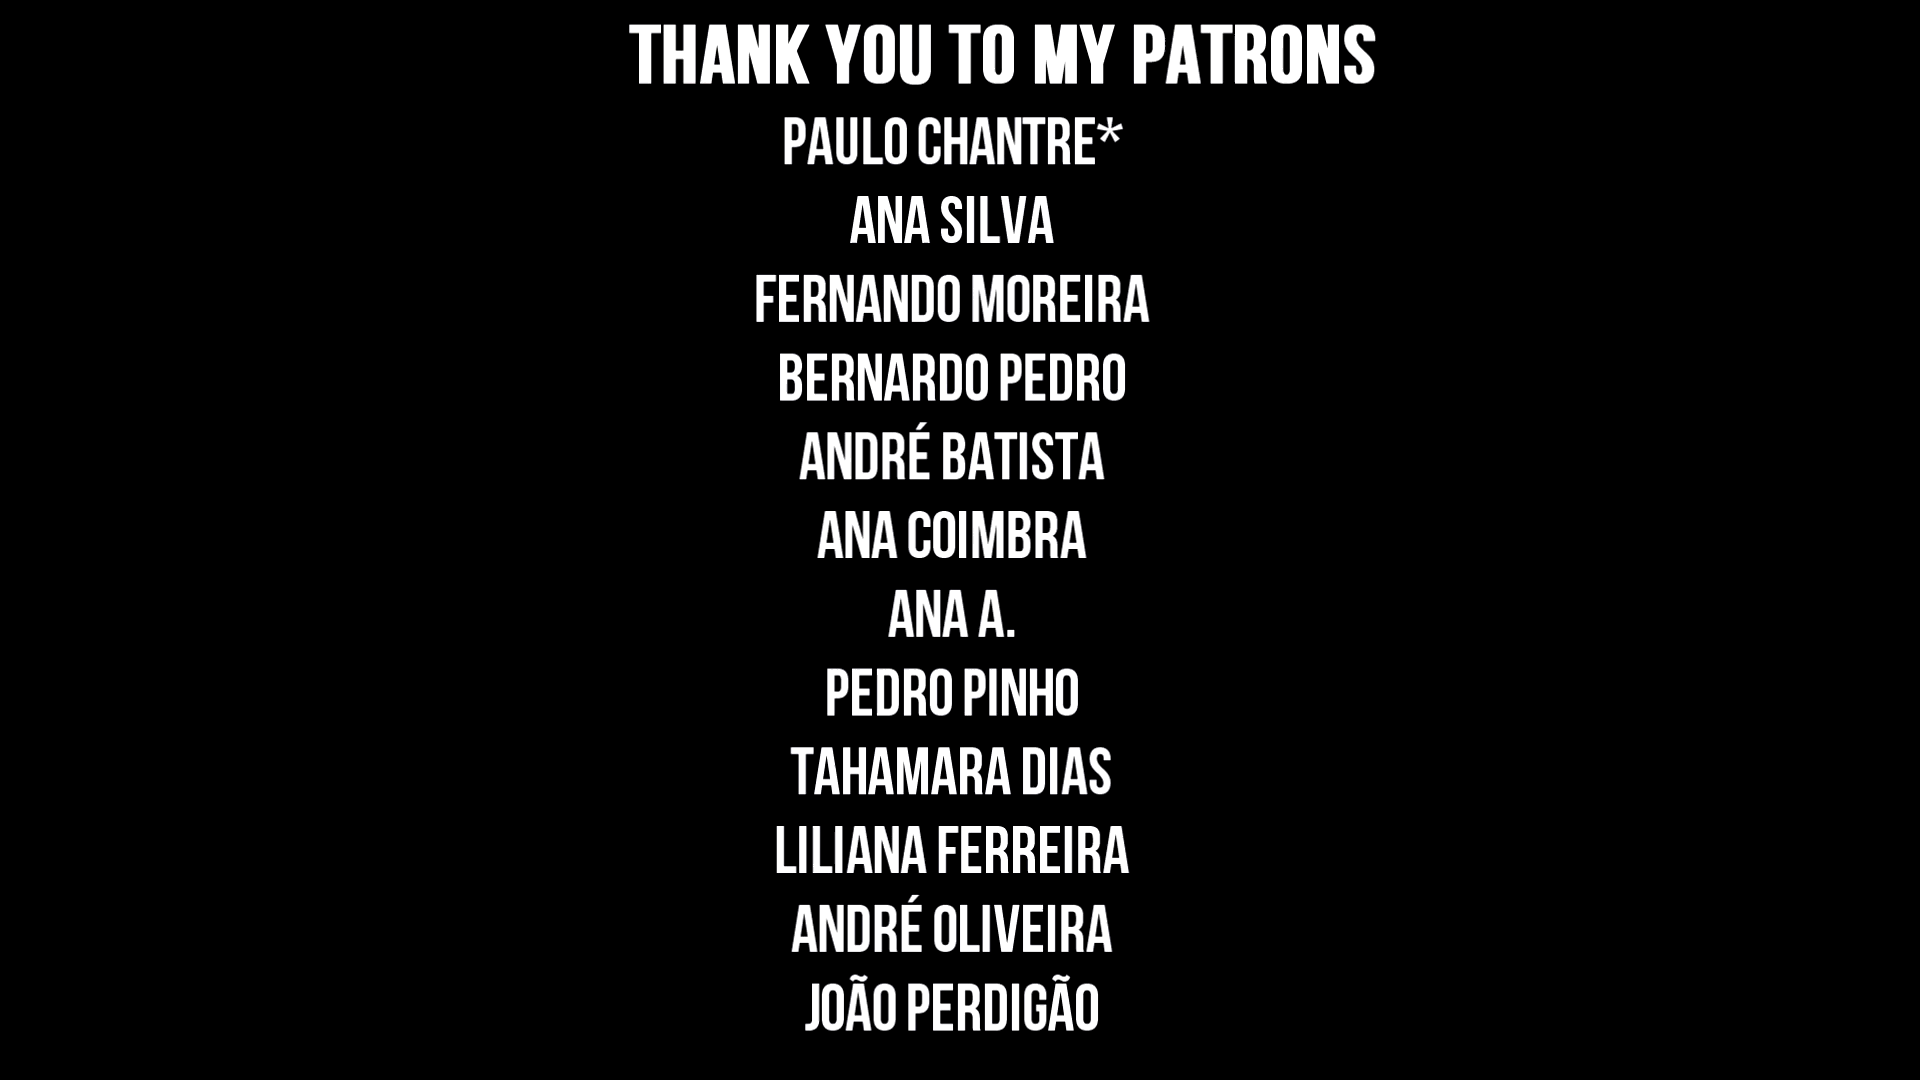 THANK YOU TO MY PATRONS
PAULO CHANTRE*
ANA SILVA
FERNANDO MOREIRA
BERNARDO PEDRO
ANDRÉ BATISTA
ANA COIMBRA
ANA A.
PEDRO PINHO
TAHAMARA DIAS
LILIANA FERREIRA
ANDRÉ OLIVEIRA
JOÃO PERDIGÃO